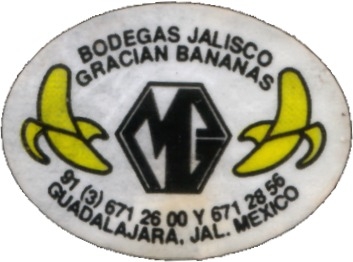 BODEGAS JALISCO
GRACIAN BANANAS
MG
91 (3) 671 26 00 Y 671 28 56
GUADALAJARA, JAL. MEXICO